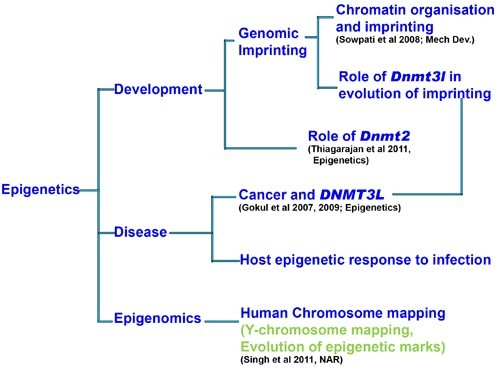 Chromatin organisation
and imprinting
(Sowpati et al 2008; Mech Dev.)
Genomic
Imprinting
Role of Dnmt3l in
evolution of imprinting
Development
Role of Dnmt2
(Thiagarajan et al 2011,
Epigenetics)
Epigenetics
Cancer and DNMT3L
(Gokul et al 2007, 2009; Epigenetics)
Disease
Host epigenetic response to infection
Epigenomics
Human Chromosome mapping
(Y-chromosome mapping,
Evolution of epigenetic marks)
(Singh et al 2011, NAR)